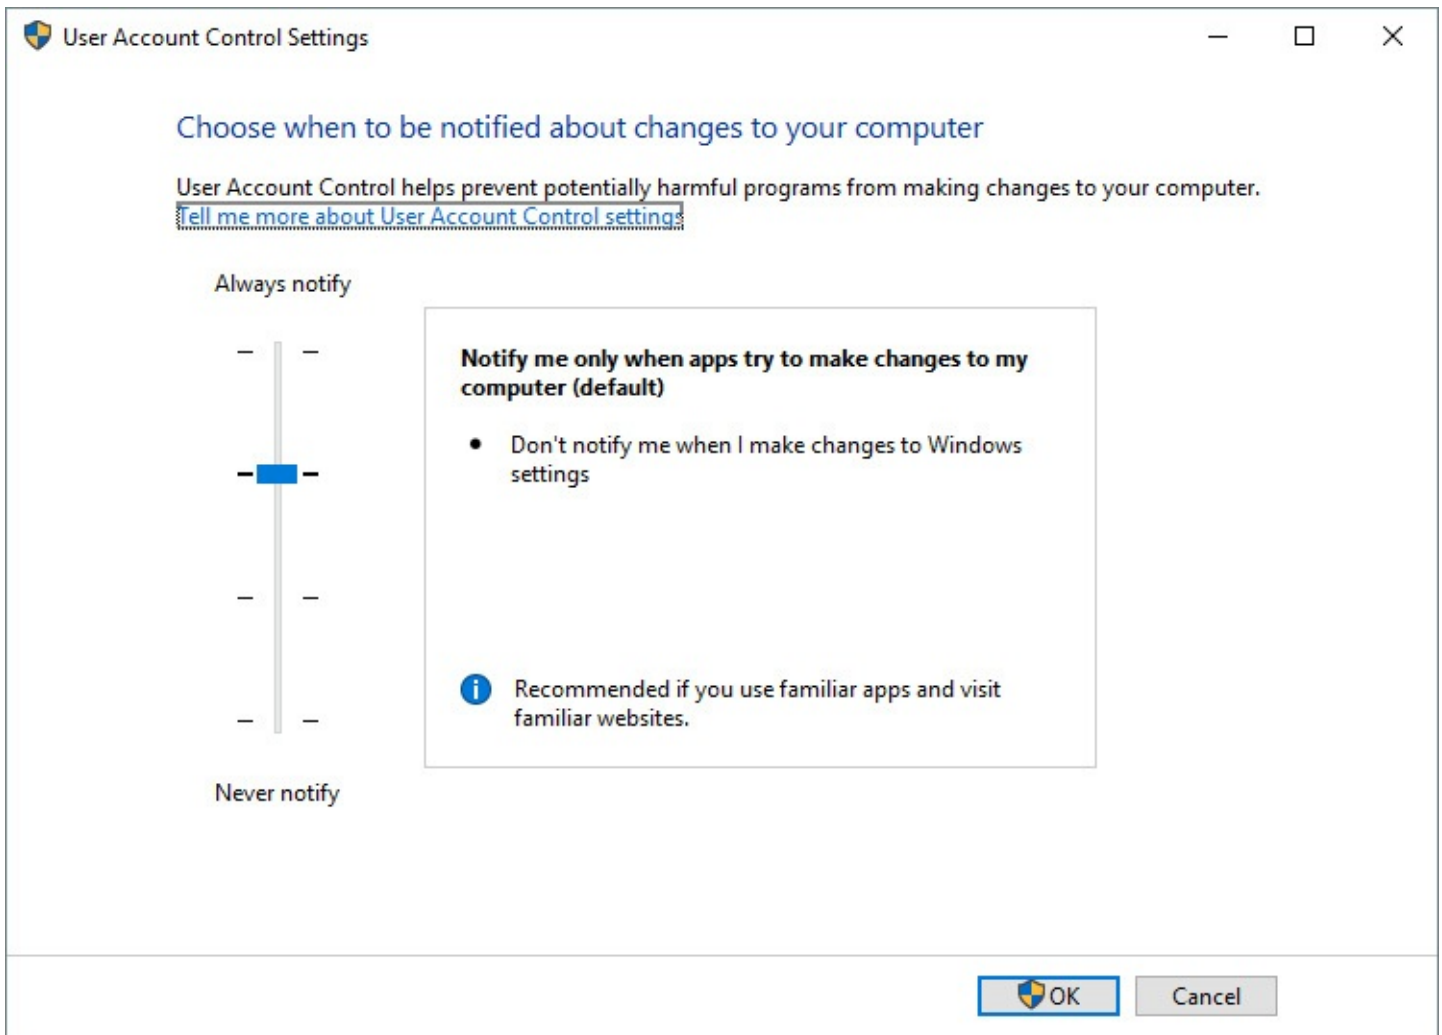 User Account Control Settings
Choose when to be notified about changes to your computer
User Account Control helps prevent potentially harmful programs from making changes to your computer.
Tell me more about User Account Control settings
Always notify
Notify me only when apps try to make changes to my
computer (default)
• Don't notify me when I make changes to Windows
settings
Recommended if you use familiar apps and visit
familiar websites.
Never notify
OK
Cancel